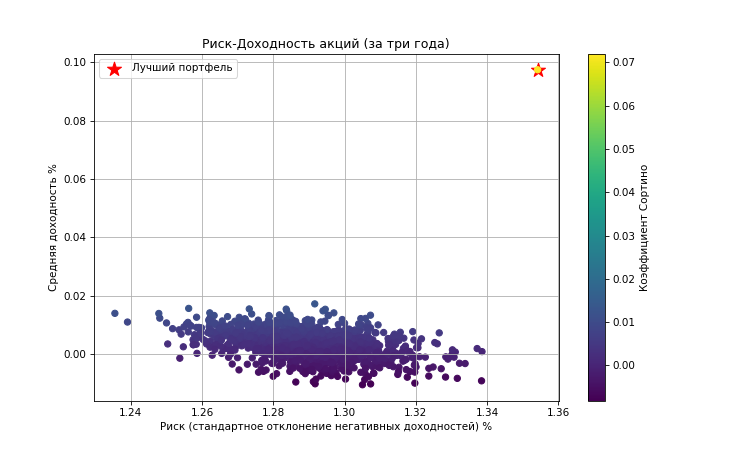 Риск-Доходность акций (за три года)
Лучший портфель
0.10
0.08
0.06
0.04
0.02
0.00
Средняя доходность %
1.24 1.26 1.28 1.30 1.32 1.34 1.36
Риск (стандартное отклонение негативных доходностей) %
0.07
0.06
0.05
0.04
0.03
0.02
0.01
0.00
Коэффициент Сортино